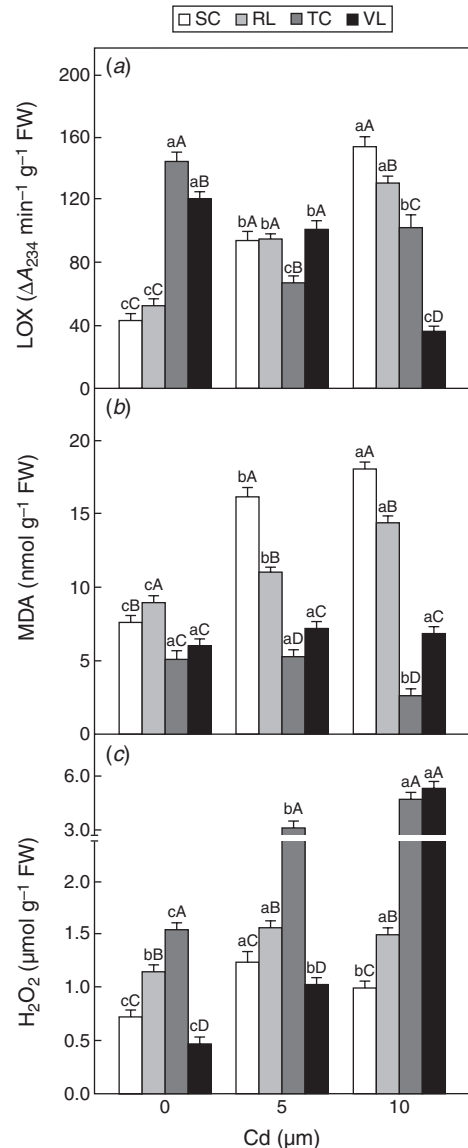 SC RL TC VL
(a)
200
160
120
80
40
0
LOX (ΔA₂₃₄ min⁻¹ g⁻¹ FW)
cC cC aA aB
bA bA cB bA
aA aB bC cD
(b)
20
15
10
5
0
MDA (nmol g⁻¹ FW)
cB cA aC aC
bA bB aD aC
aA aB bD aC
(c)
6.0
3.0
2.0
1.5
1.0
0.5
0.0
H₂O₂ (µmol g⁻¹ FW)
cC bB cA cD
aC aB bA bD
bC aB aA aA
0 5 10
Cd (µm)